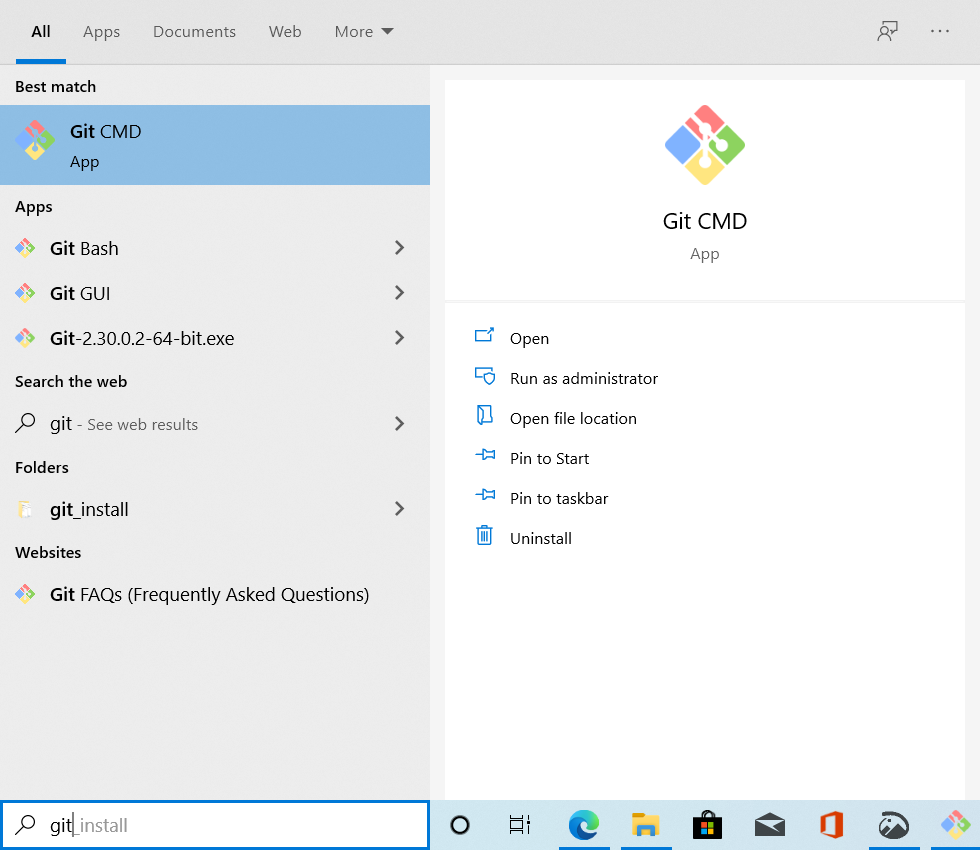 All Apps Documents Web More
Best match
Git CMD
App
Apps
Git Bash
Git GUI
Git-2.30.0.2-64-bit.exe
Search the web
git - See web results
Folders
git_install
Websites
Git FAQs (Frequently Asked Questions)
Git CMD
App
Open
Run as administrator
Open file location
Pin to Start
Pin to taskbar
Uninstall
git_install